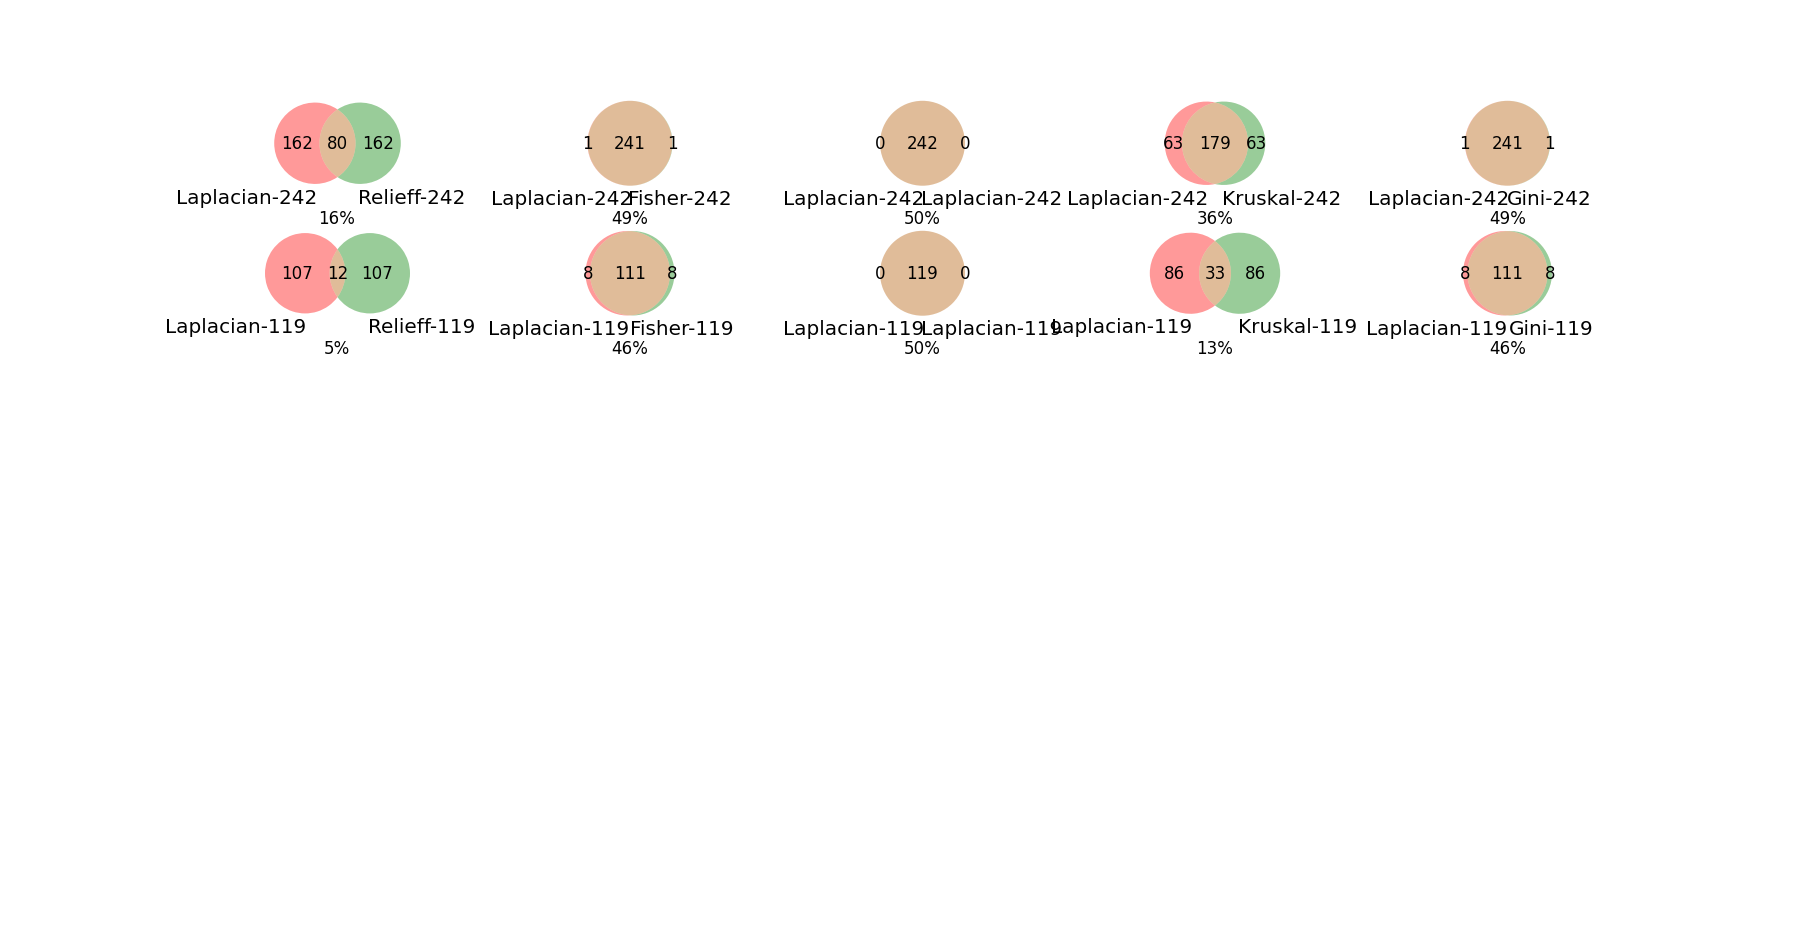 162 80 162 1 241 1 0 242 0 63 179 63 1 241 1
Laplacian-242 Relieff-242 Laplacian-242 Fisher-242 Laplacian-242 Laplacian-242 Laplacian-242 Kruskal-242 Laplacian-242 Gini-242
16% 49% 50% 36% 49%
107 12 107 8 111 8 0 119 0 86 33 86 8 111 8
Laplacian-119 Relieff-119 Laplacian-119 Fisher-119 Laplacian-119 Laplacian-119 Laplacian-119 Kruskal-119 Laplacian-119 Gini-119
5% 46% 50% 13% 46%